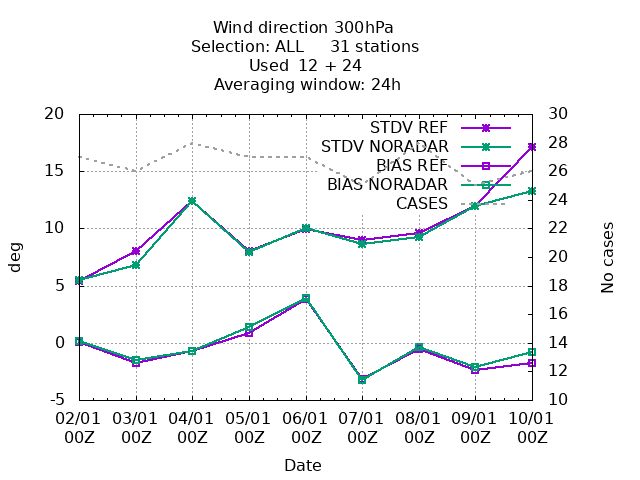 Wind direction 300hPa
Selection: ALL 31 stations
Used 12 + 24
Averaging window: 24h
20 30
STDV REF
28
STDV NORADAR
BIAS REF
15 26
BIAS NORADAR
24
CASES
10 22
20
5 18
16
0 14
12
-5 10
deg
No cases
02/01 03/01 04/01 05/01 06/01 07/01 08/01 09/01 10/01
00Z 00Z 00Z 00Z 00Z 00Z 00Z 00Z 00Z
Date